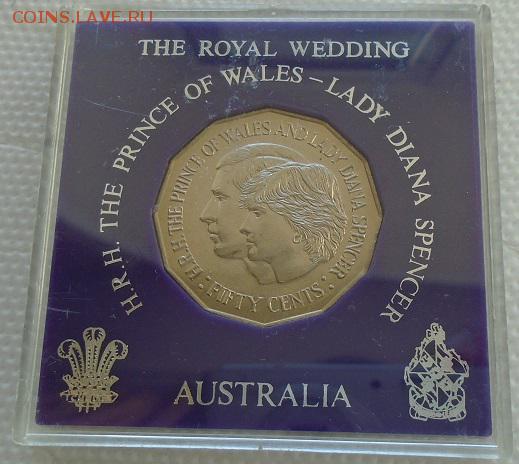 COINS.LAVE.RU
THE ROYAL WEDDING
H.R.H. THE PRINCE OF WALES – LADY DIANA SPENCER
H.R.H. THE PRINCE OF WALES AND LADY DIANA SPENCER
· FIFTY CENTS ·
AUSTRALIA